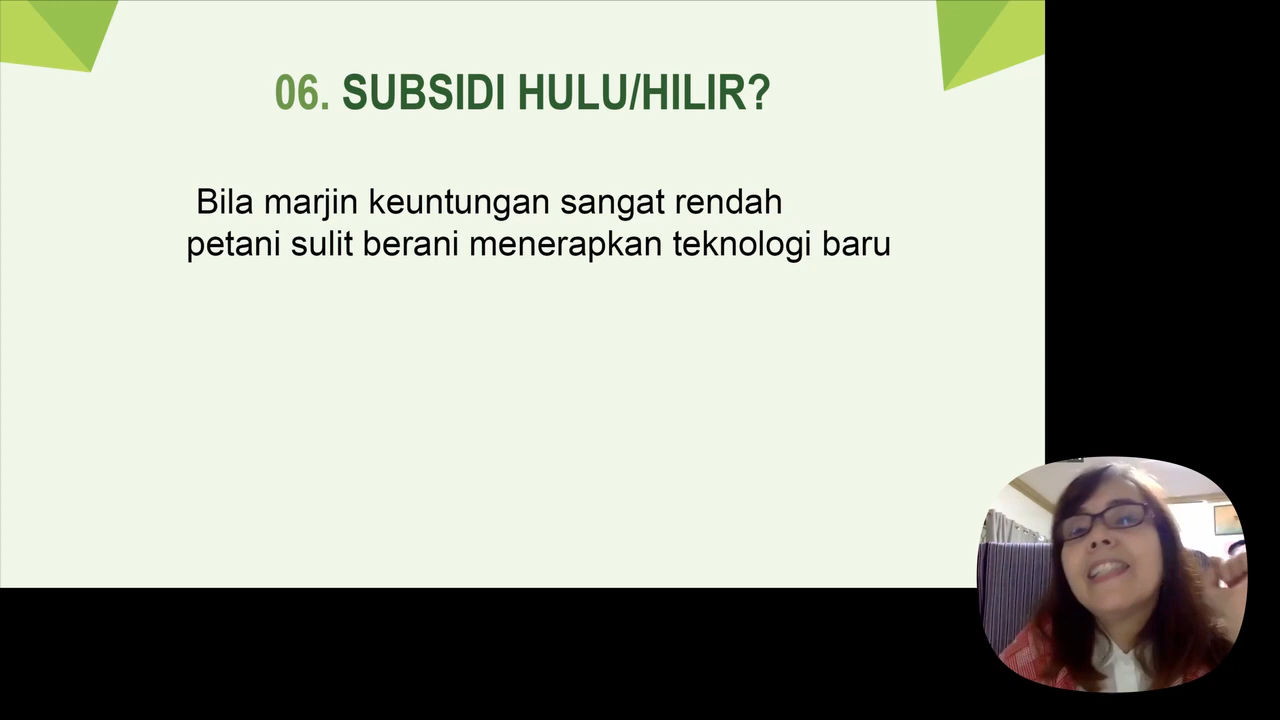 06. SUBSIDI HULU/HILIR?
Bila marjin keuntungan sangat rendah
petani sulit berani menerapkan teknologi baru